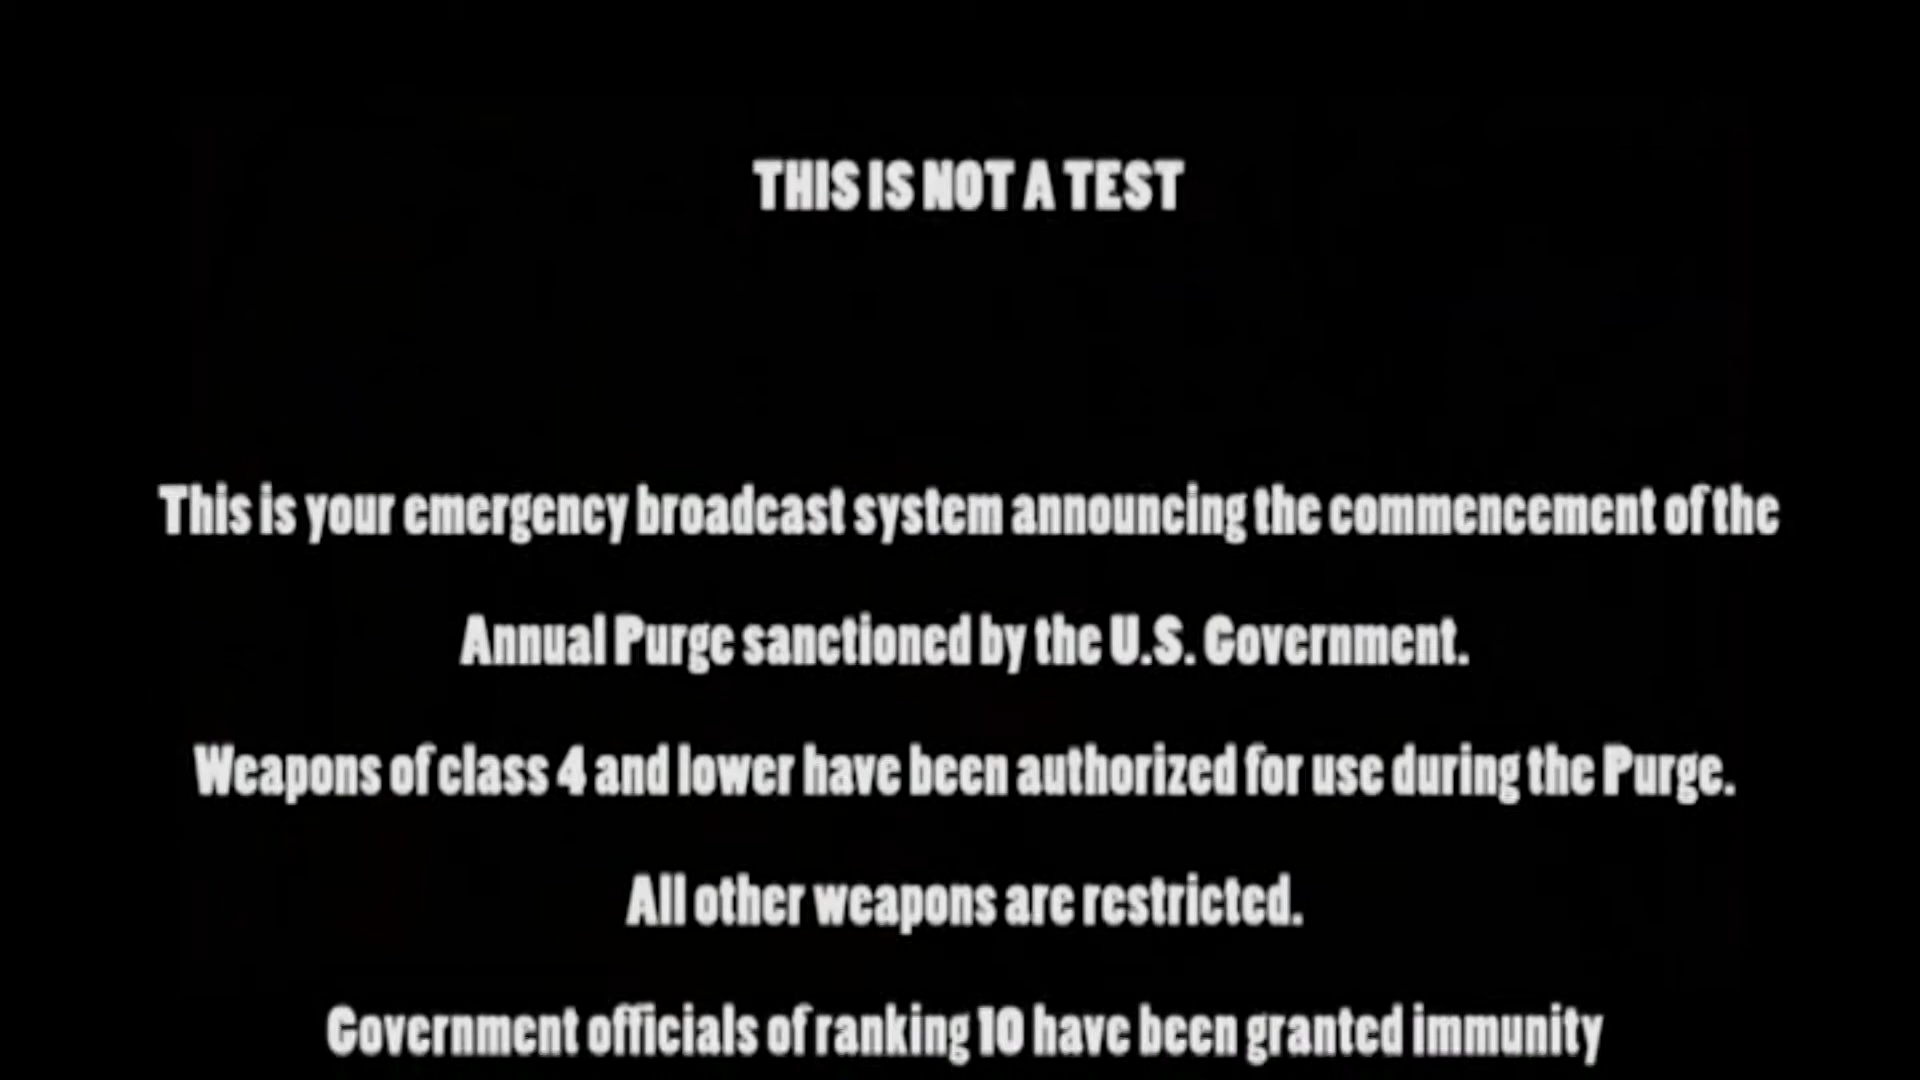 THIS IS NOT A TEST
This is your emergency broadcast system announcing the commencement of the
Annual Purge sanctioned by the U.S. Government.
Weapons of class 4 and lower have been authorized for use during the Purge.
All other weapons are restricted.
Government officials of ranking 10 have been granted immunity